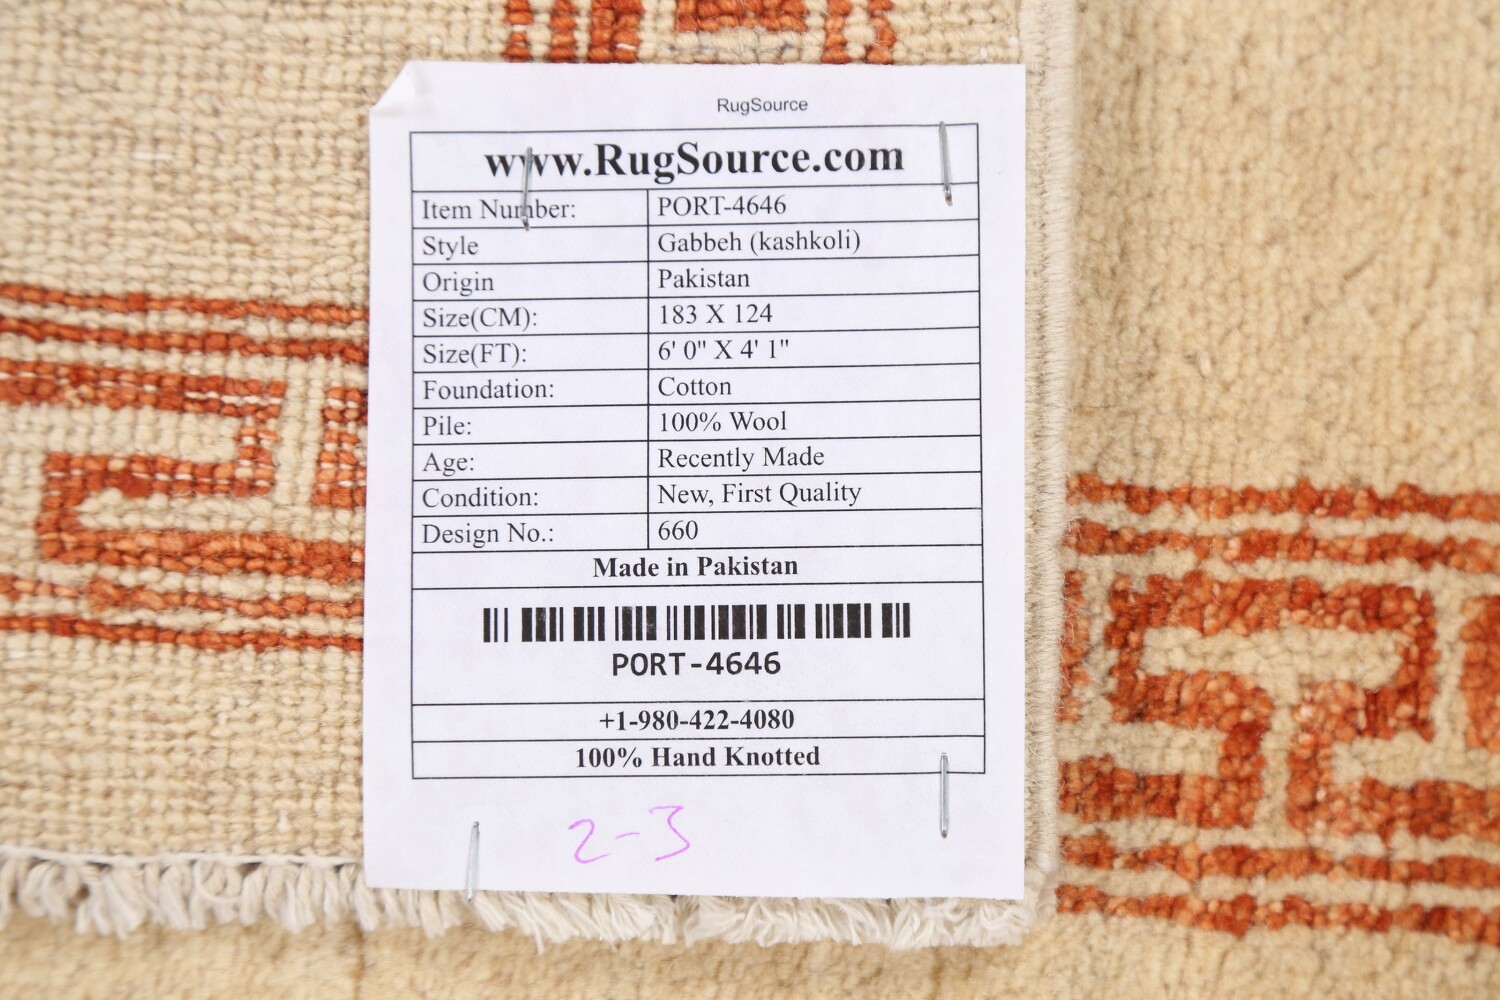 RugSource
www.RugSource.com
Item Number: PORT-4646
Style Gabbeh (kashkoli)
Origin Pakistan
Size(CM): 183 X 124
Size(FT): 6' 0" X 4' 1"
Foundation: Cotton
Pile: 100% Wool
Age: Recently Made
Condition: New, First Quality
Design No.: 660
Made in Pakistan
PORT-4646
+1-980-422-4080
100% Hand Knotted
2-3